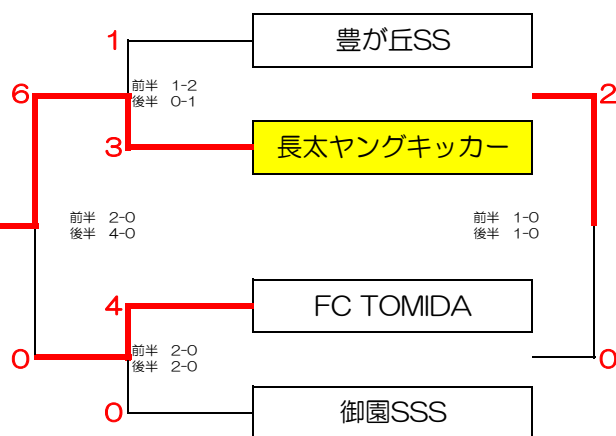 1
豊が丘SS
前半 1-2
後半 0-1
6
2
3
長太ヤングキッカー
前半 2-0
後半 4-0
前半 1-0
後半 1-0
4
FC TOMIDA
前半 2-0
後半 2-0
0
0
0
御園SSS